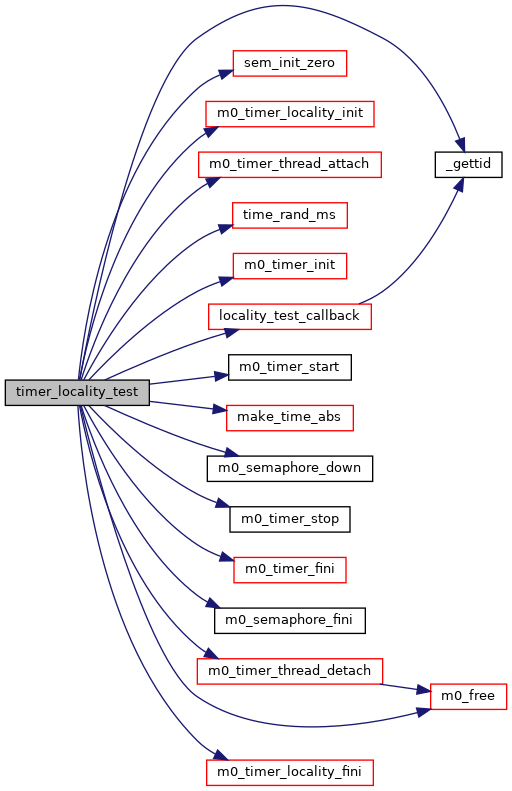 sem_init_zero
m0_timer_locality_init
_gettid
m0_timer_thread_attach
time_rand_ms
m0_timer_init
locality_test_callback
m0_timer_start
timer_locality_test
make_time_abs
m0_semaphore_down
m0_timer_stop
m0_timer_fini
m0_semaphore_fini
m0_timer_thread_detach
m0_free
m0_timer_locality_fini